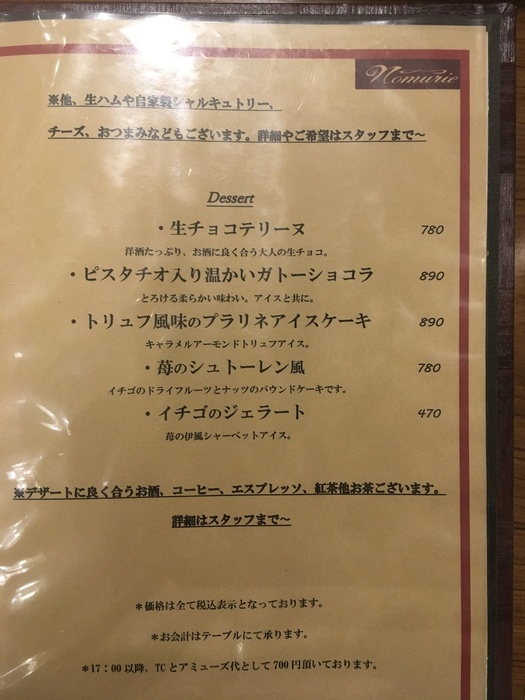 Nomurie
※他、生ハムや自家製シャルキュトリー、
チーズ、おつまみなどもございます。詳細やご希望はスタッフまで〜
Dessert
・生チョコテリーヌ 780
洋酒たっぷり、お酒に良く合う大人の生チョコ。
・ピスタチオ入り温かいガトーショコラ 890
とろける柔らかい味わい。アイスと共に。
・トリュフ風味のプラリネアイスケーキ 890
キャラメルアーモンドトリュフアイス。
・苺のシュトーレン風 780
イチゴのドライフルーツとナッツのパウンドケーキです。
・イチゴのジェラート 470
苺の伊風シャーベットアイス。
※デザートに良く合うお酒、コーヒー、エスプレッソ、紅茶他お茶ございます。
詳細はスタッフまで〜
＊価格は全て税込表示となっております。
＊お会計はテーブルにて承ります。
＊17：00 以降、TC とアミューズ代として 700 円頂いております。